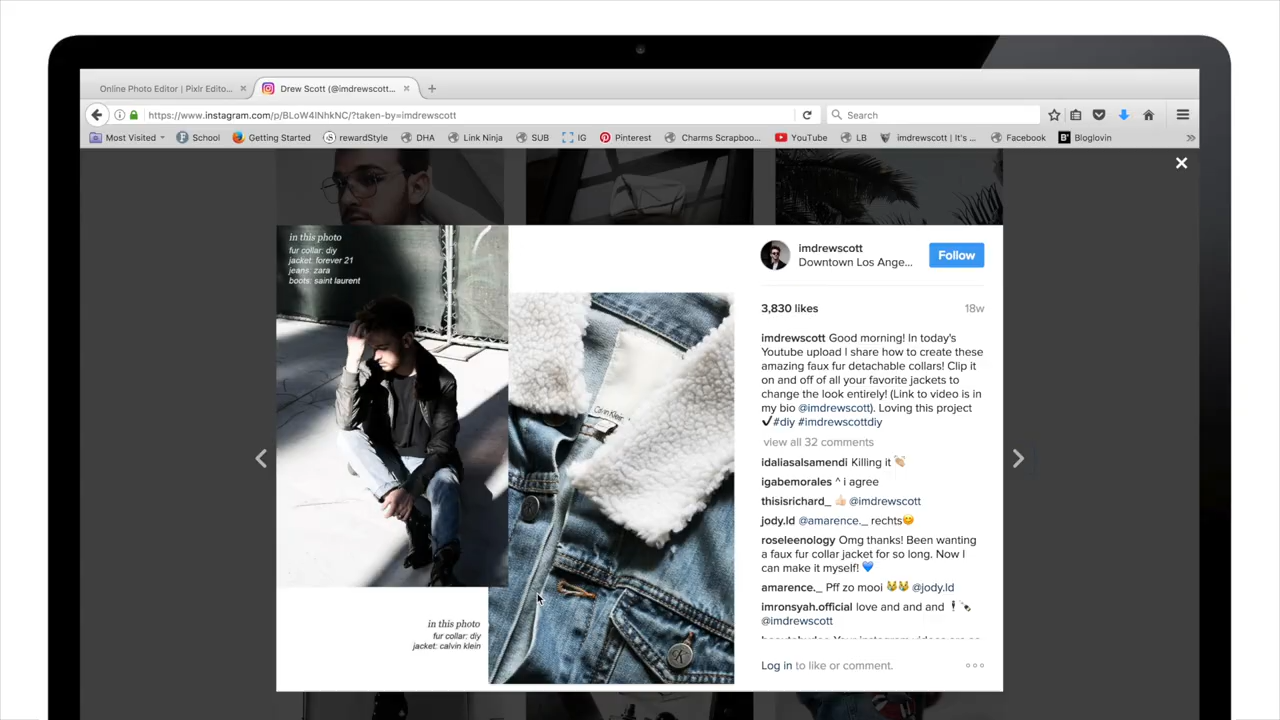 Online Photo Editor | Pixlr Edito...
Drew Scott (@imdrewscott...
https://www.instagram.com/p/BLoW4INhkNC/?taken-by=imdrewscott
Search
Most Visited
School
Getting Started
rewardStyle
DHA
Link Ninja
SUB
IG
Pinterest
Charms Scrapboo...
YouTube
LB
imdrewscott | It's ...
Facebook
Bloglovin
in this photo
fur collar: diy
jacket: forever 21
jeans: zara
boots: saint laurent
Calvin Klein
in this photo
fur collar: diy
jacket: calvin klein
imdrewscott
Downtown Los Ange...
Follow
3,830 likes
18w
imdrewscott Good morning! In today's
Youtube upload I share how to create these
amazing faux fur detachable collars! Clip it
on and off of all your favorite jackets to
change the look entirely! (Link to video is in
my bio @imdrewscott). Loving this project
✔#diy #imdrewscottdiy
view all 32 comments
idaliasalsamendi Killing it 👏🏼
igabemorales ^ i agree
thisisrichard_ 👍🏻 @imdrewscott
jody.ld @amarence._ rechts😊
roseleenology Omg thanks! Been wanting
a faux fur collar jacket for so long. Now I
can make it myself! 💙
amarence._ Pff zo mooi 😹😹 @jody.ld
imronsyah.official love and and and
@imdrewscott
Log in to like or comment.